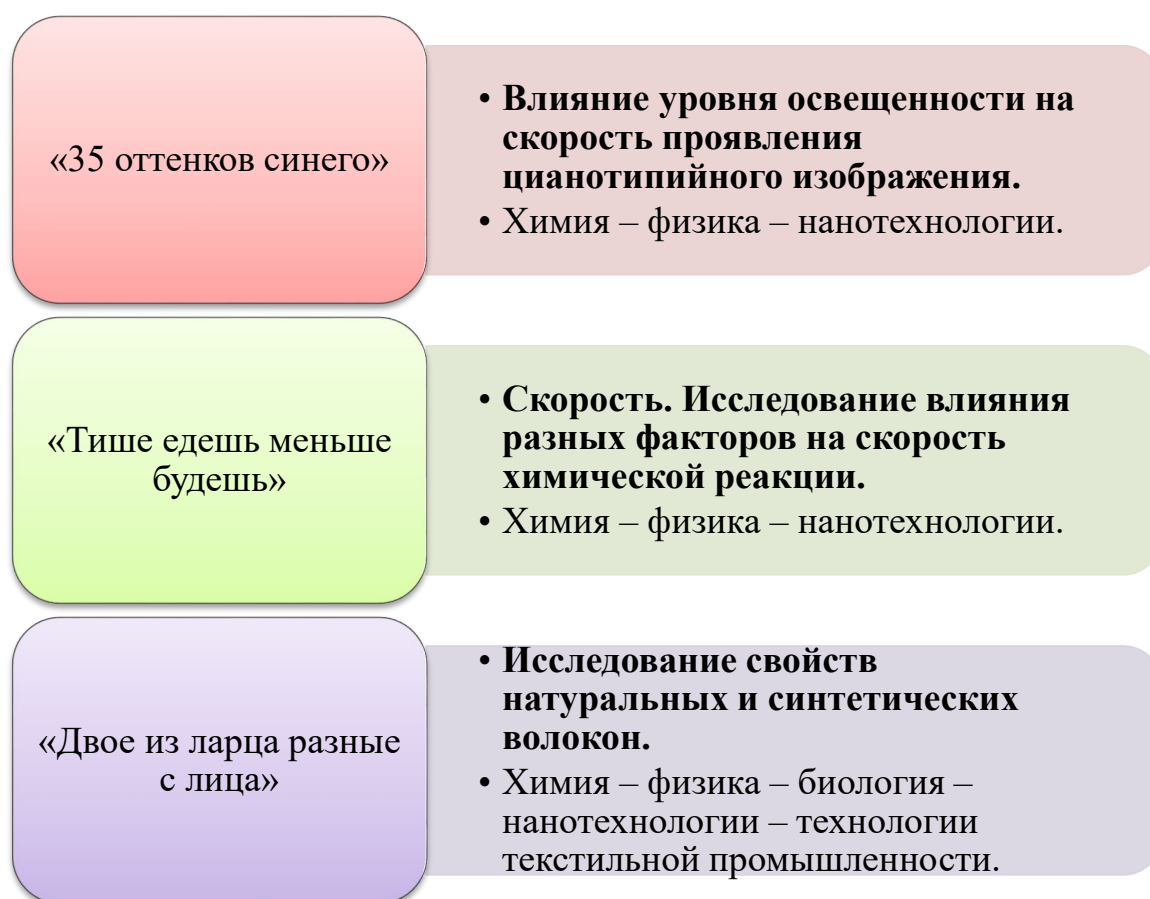 «35 оттенков синего»
• Влияние уровня освещенности на
скорость проявления
цианотипийного изображения.
• Химия – физика – нанотехнологии.
«Тише едешь меньше
будешь»
• Скорость. Исследование влияния
разных факторов на скорость
химической реакции.
• Химия – физика – нанотехнологии.
«Двое из ларца разные
с лица»
• Исследование свойств
натуральных и синтетических
волокон.
• Химия – физика – биология –
нанотехнологии – технологии
текстильной промышленности.